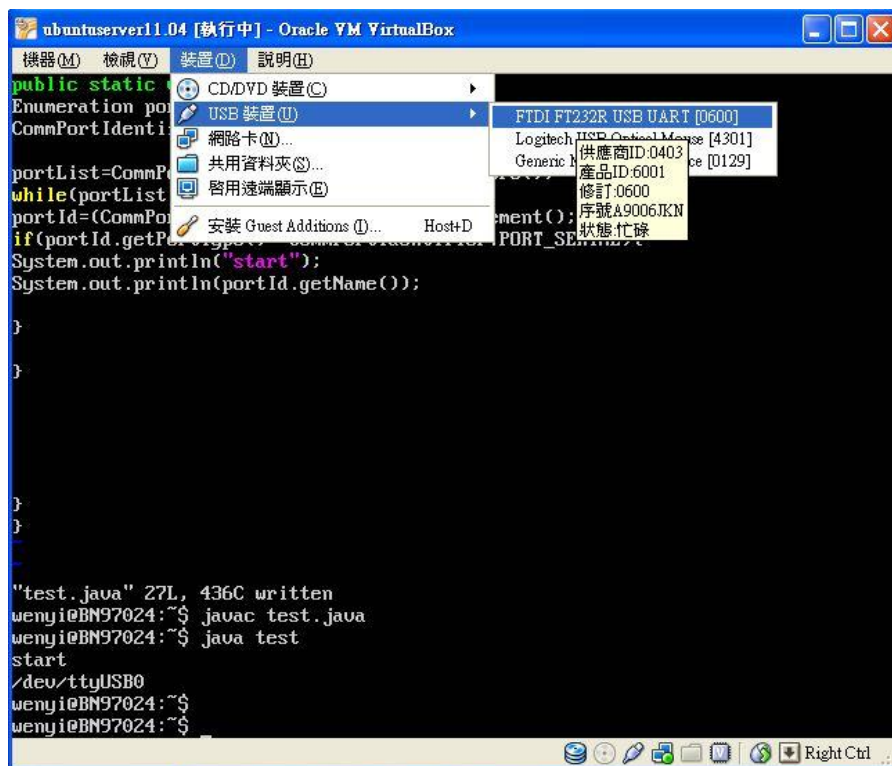 ubuntuserver11.04 [執行中] - Oracle VM VirtualBox
機器(M) 檢視(V) 裝置(D) 說明(H)
public static
CD/DVD 裝置(C)
Enumeration po
USB 裝置(U)
FTDI FT232R USB UART [0600]
CommPortIdenti
網路卡(N)...
Logitech USB Optical Mouse [4301]
共用資料夾(S)...
Generic [0129]
供應商ID:0403
產品ID:6001
修訂:0600
序號A9006JKN
狀態:忙碌
portList=CommP
啓用遠端顯示(E)
while(portList
portId=(CommPor
ement();
安裝 Guest Additions (I)... Host+D
if(portId.getP
PORT_SE
System.out.println("start");
System.out.println(portId.getName());
}
}
}
}
"test.java" 27L, 436C written
wenyi@BN97024:~$ javac test.java
wenyi@BN97024:~$ java test
start
/dev/ttyUSB0
wenyi@BN97024:~$
wenyi@BN97024:~$ _
Right Ctrl